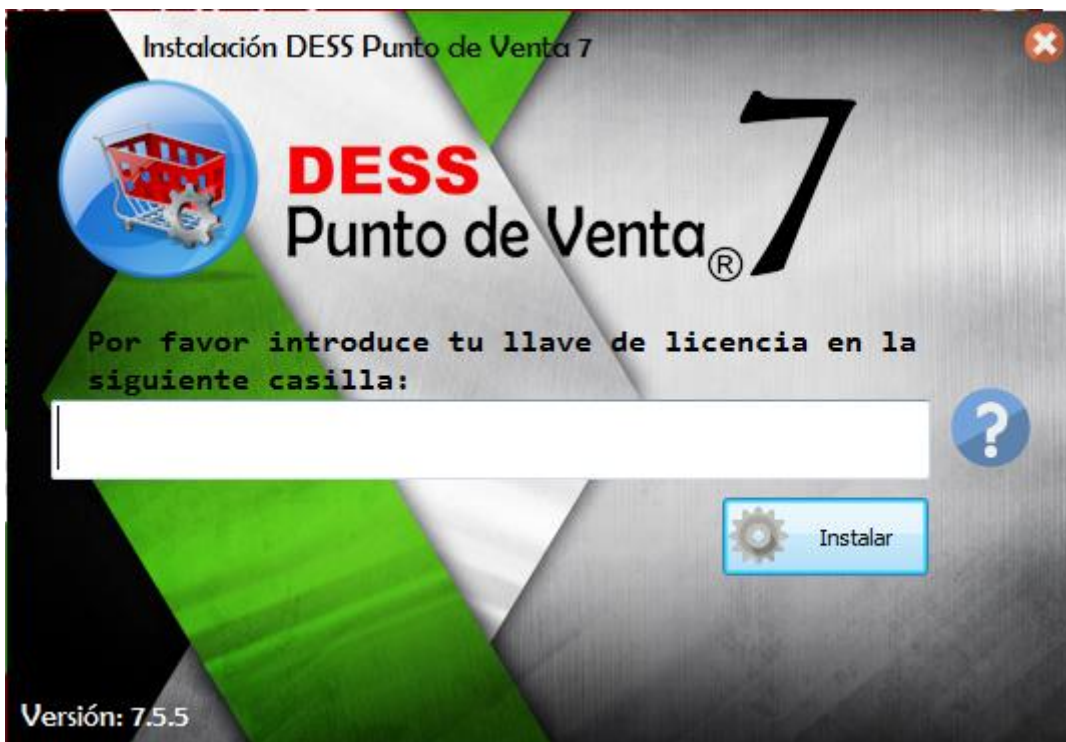 Instalación DESS Punto de Venta 7
DESS
Punto de Venta® 7
Por favor introduce tu llave de licencia en la
siguiente casilla:
?
Instalar
Versión: 7.5.5